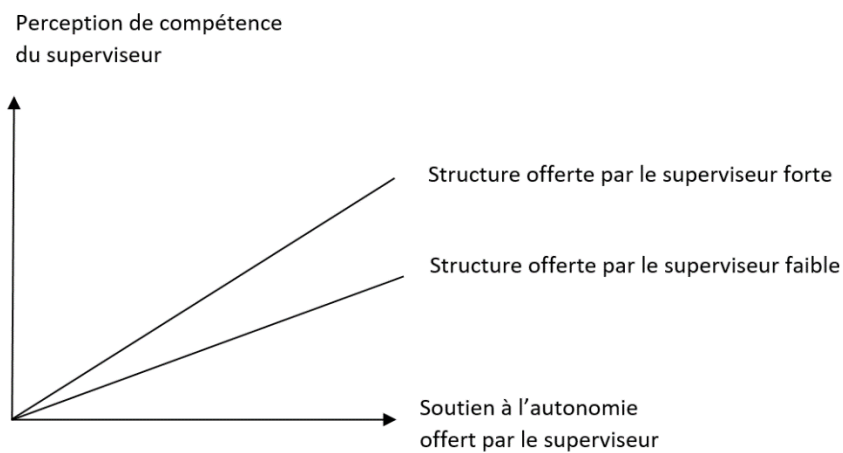 Perception de compétence
du superviseur
Structure offerte par le superviseur forte
Structure offerte par le superviseur faible
Soutien à l’autonomie
offert par le superviseur